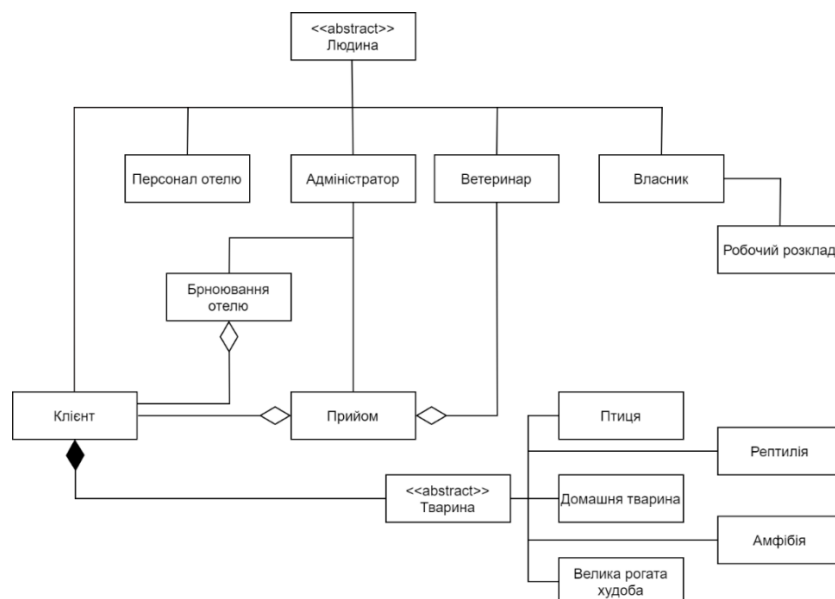 <<abstract>>
Людина
Персонал отелю
Адміністратор
Ветеринар
Власник
Робочий розклад
Брноювання
отелю
Клієнт
Прийом
Птиця
Рептилія
<<abstract>>
Тварина
Домашня тварина
Амфібія
Велика рогата
худоба